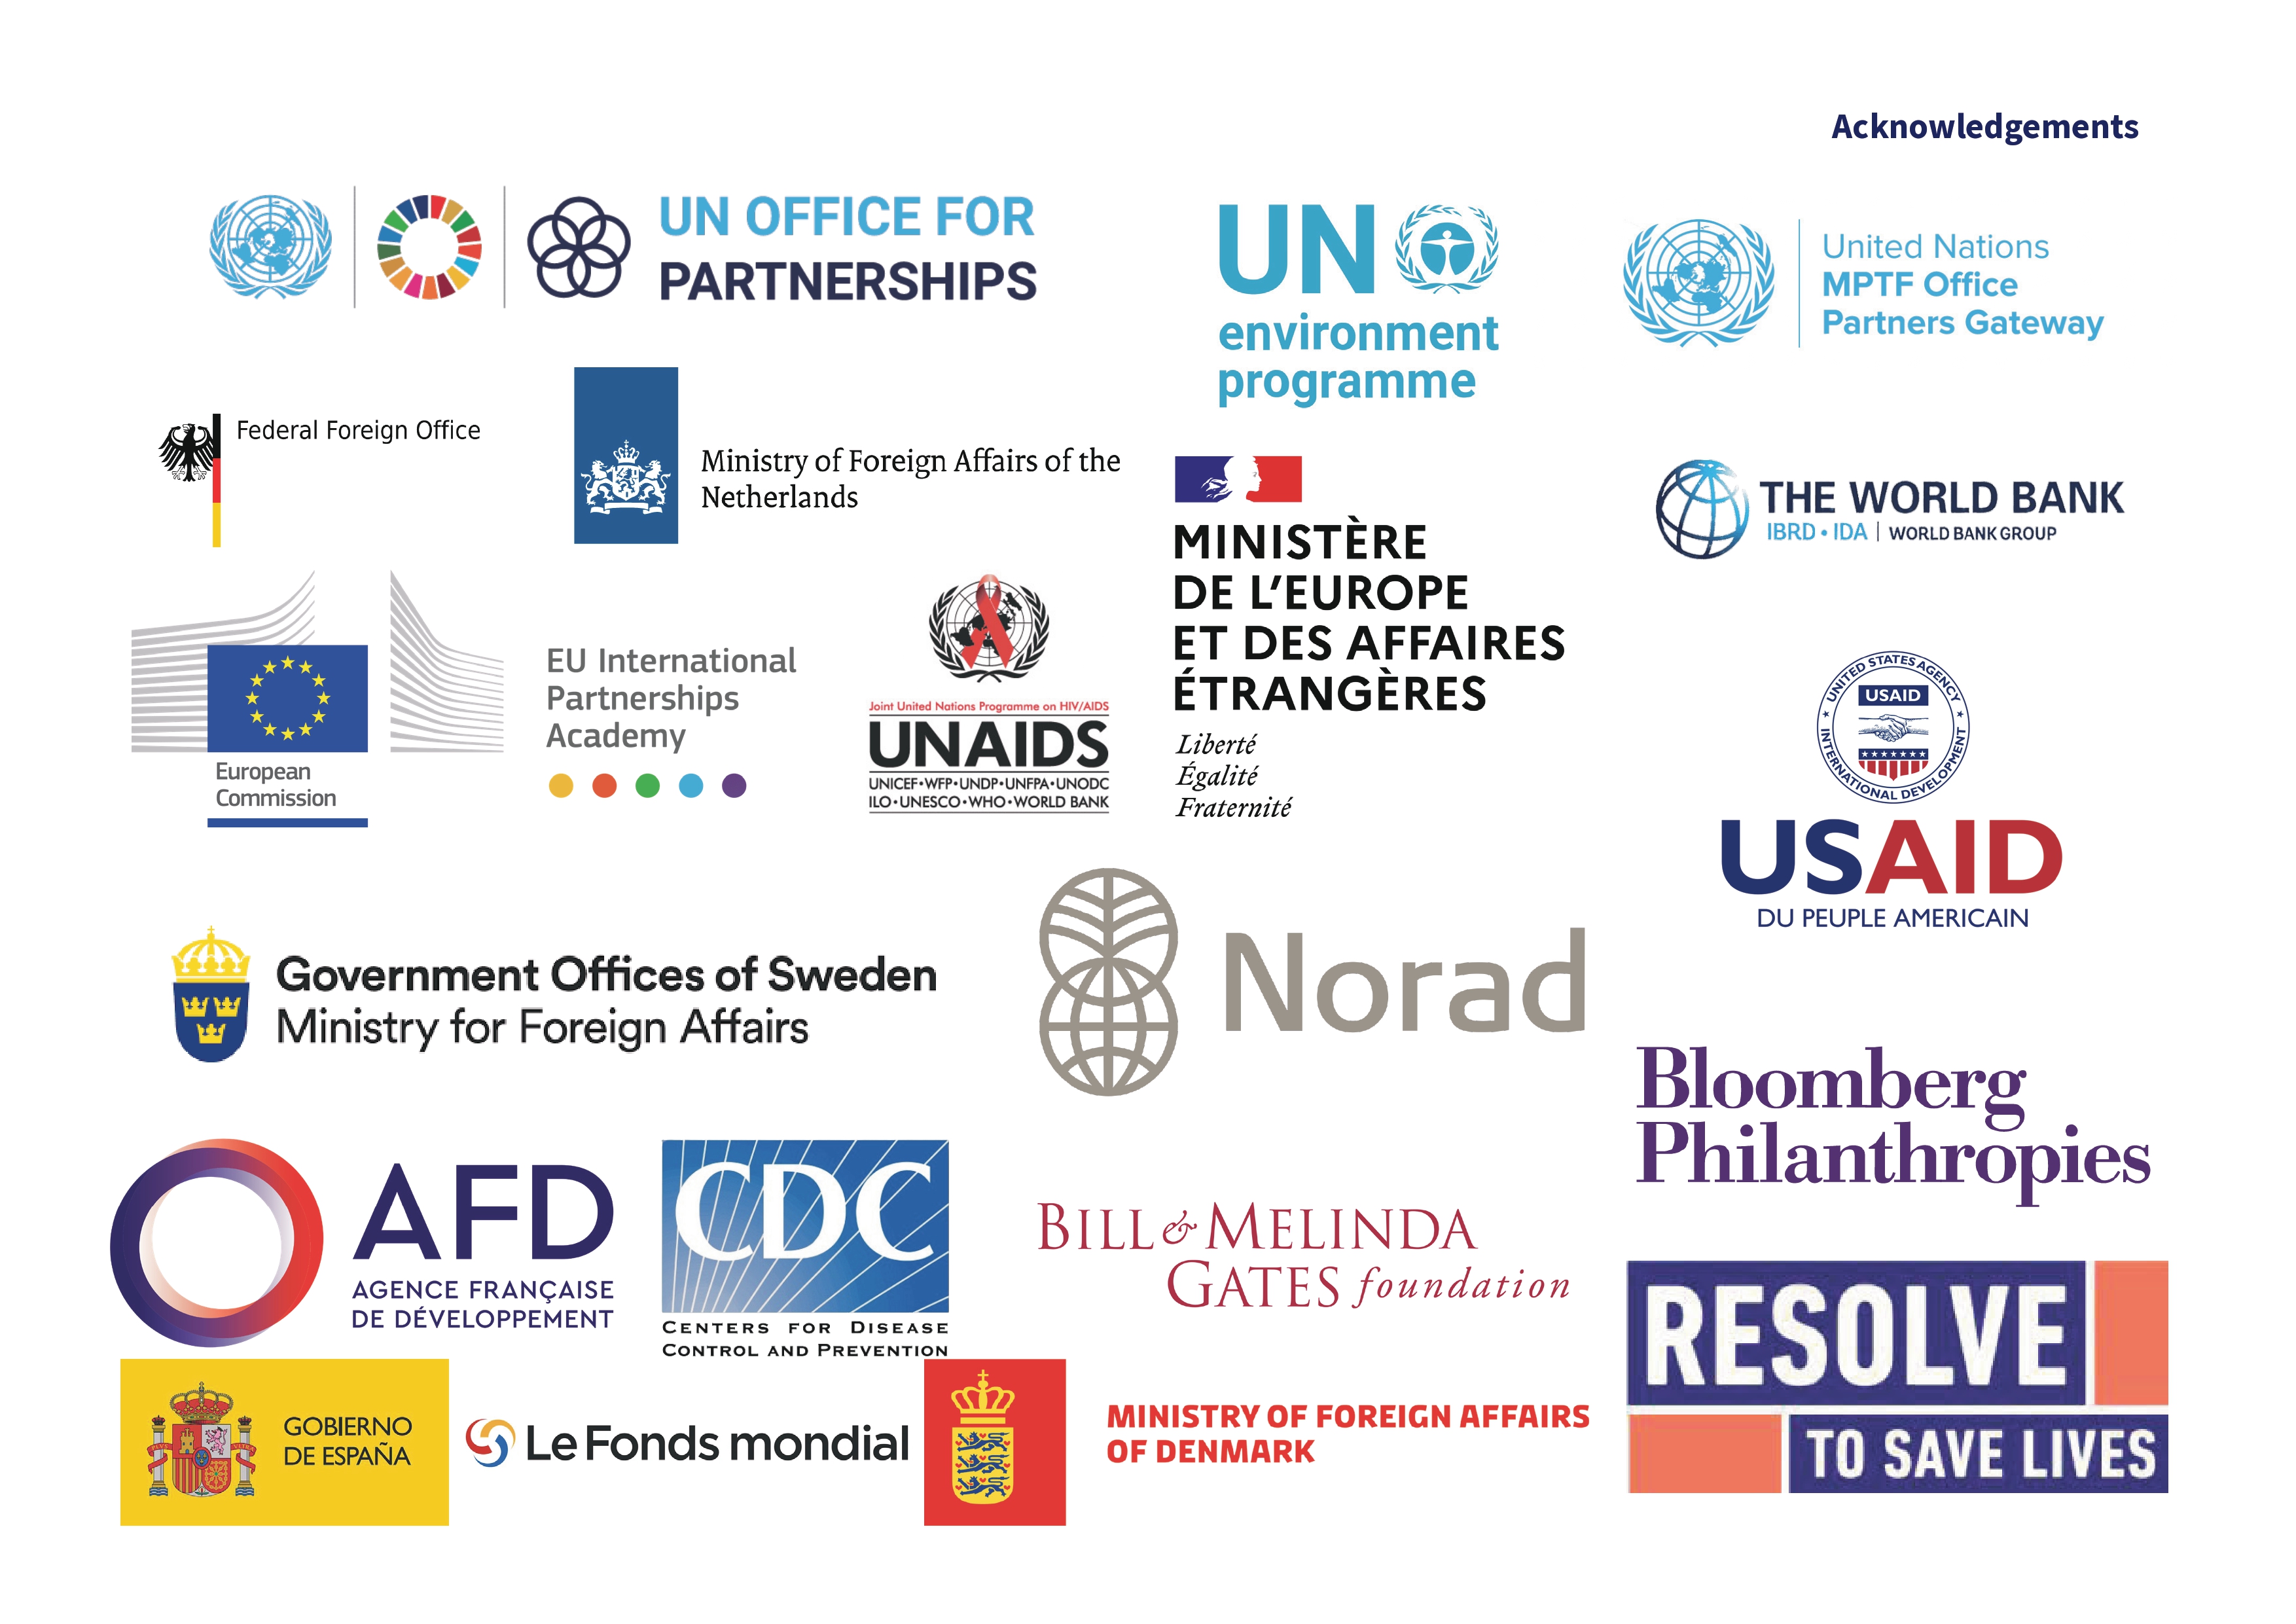 Acknowledgements
UN OFFICE FOR
PARTNERSHIPS
UN
environment
programme
United Nations
MPTF Office
Partners Gateway
Federal Foreign Office
Ministry of Foreign Affairs of the
Netherlands
MINISTÈRE
DE L'EUROPE
ET DES AFFAIRES
ÉTRANGÈRES
Liberté
Égalité
Fraternité
THE WORLD BANK
IBRD • IDA | WORLD BANK GROUP
European
Commission
EU International
Partnerships
Academy
Joint United Nations Programme on HIV/AIDS
UNAIDS
UNICEF•WFP•UNDP•UNFPA•UNODC
ILO•UNESCO•WHO•WORLD BANK
UNITED STATES AGENCY
USAID
INTERNATIONAL DEVELOPMENT
USAID
DU PEUPLE AMERICAIN
Government Offices of Sweden
Ministry for Foreign Affairs
Norad
Bloomberg
Philanthropies
AFD
AGENCE FRANÇAISE
DE DÉVELOPPEMENT
CDC
CENTERS FOR DISEASE
CONTROL AND PREVENTION
BILL & MELINDA
GATES foundation
RESOLVE
TO SAVE LIVES
GOBIERNO
DE ESPAÑA
PLUS
VLTRA
Le Fonds mondial
MINISTRY OF FOREIGN AFFAIRS
OF DENMARK